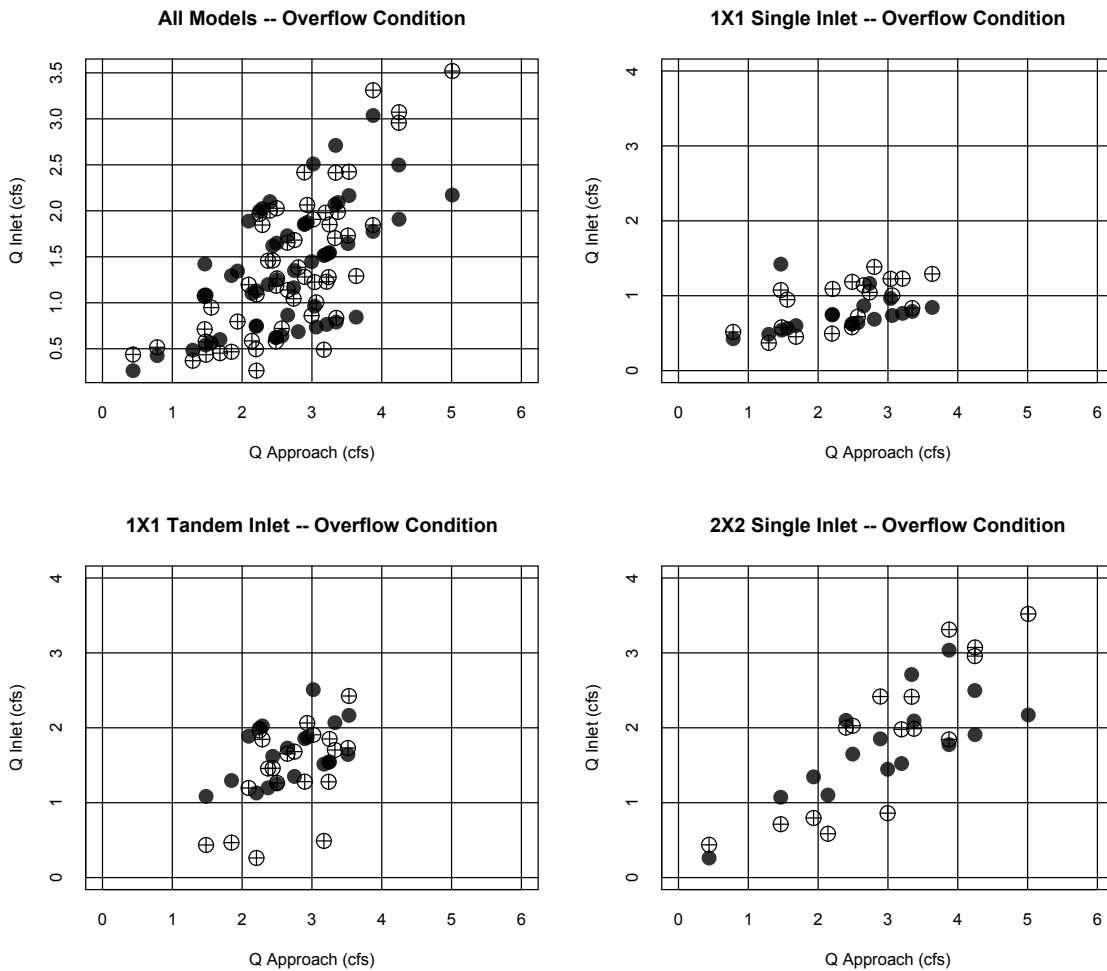 All Models -- Overflow Condition
Q Inlet (cfs)
3.5
3.0
2.5
2.0
1.5
1.0
0.5
0 1 2 3 4 5 6
Q Approach (cfs)
1X1 Single Inlet -- Overflow Condition
Q Inlet (cfs)
4
3
2
1
0
0 1 2 3 4 5 6
Q Approach (cfs)
1X1 Tandem Inlet -- Overflow Condition
Q Inlet (cfs)
4
3
2
1
0
0 1 2 3 4 5 6
Q Approach (cfs)
2X2 Single Inlet -- Overflow Condition
Q Inlet (cfs)
4
3
2
1
0
0 1 2 3 4 5 6
Q Approach (cfs)